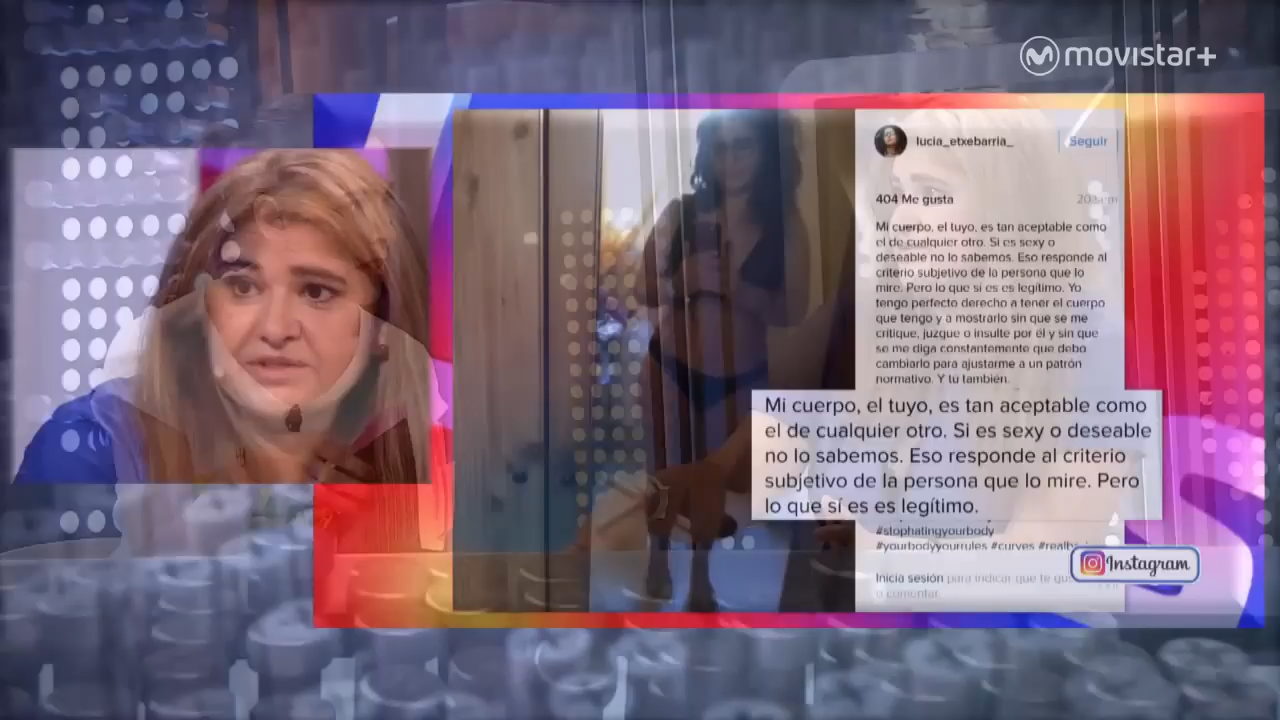 movistar+
lucia_etxebarria_
Seguir
404 Me gusta
Mi cuerpo, el tuyo, es tan aceptable como
el de cualquier otro. Si es sexy o
deseable no lo sabemos. Eso responde al
criterio subjetivo de la persona que lo
mire. Pero lo que sí es es legítimo. Yo
tengo perfecto derecho a tener el cuerpo
que tengo y a mostrarlo sin que se me
critique, juzgue o insulte por él y sin que
se me diga constantemente que debo
cambiarlo para ajustarme a un patrón
normativo. Y tú también.
Mi cuerpo, el tuyo, es tan aceptable como
el de cualquier otro. Si es sexy o deseable
no lo sabemos. Eso responde al criterio
subjetivo de la persona que lo mire. Pero
lo que sí es es legítimo.
#stophatingyourbody
#yourbodyyourrules #curves
Instagram
Inicia sesión para indicar que te
o comentar.